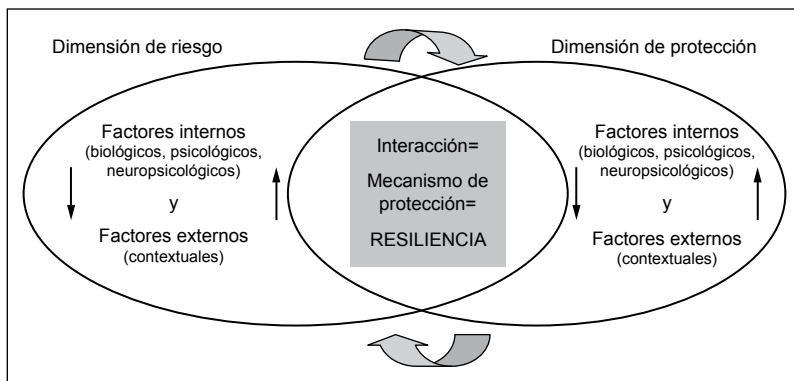 Dimensión de riesgo
Dimensión de protección
Factores internos
(biológicos, psicológicos,
neuropsicológicos)
y
Factores externos
(contextuales)
Interacción=
Mecanismo de
protección=
RESILIENCIA
Factores internos
(biológicos, psicológicos,
neuropsicológicos)
y
Factores externos
(contextuales)